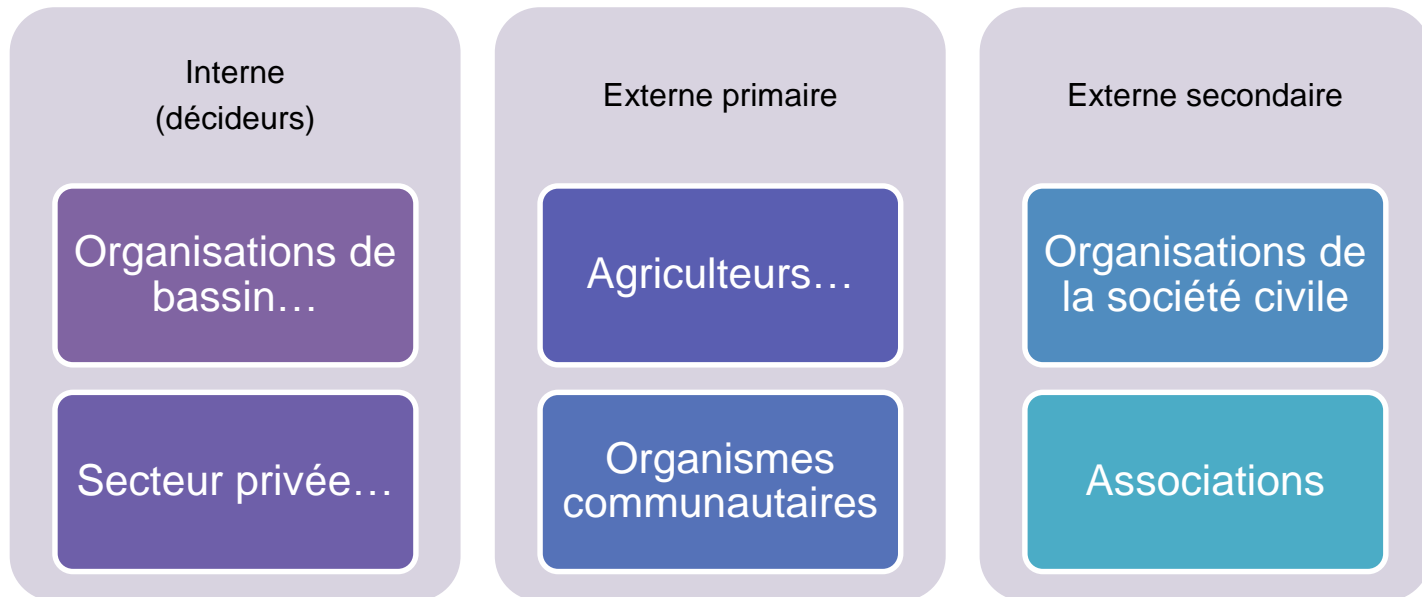 Interne
(décideurs)
Organisations de
bassin…
Secteur privée…
Externe primaire
Agriculteurs…
Organismes
communautaires
Externe secondaire
Organisations de
la société civile
Associations